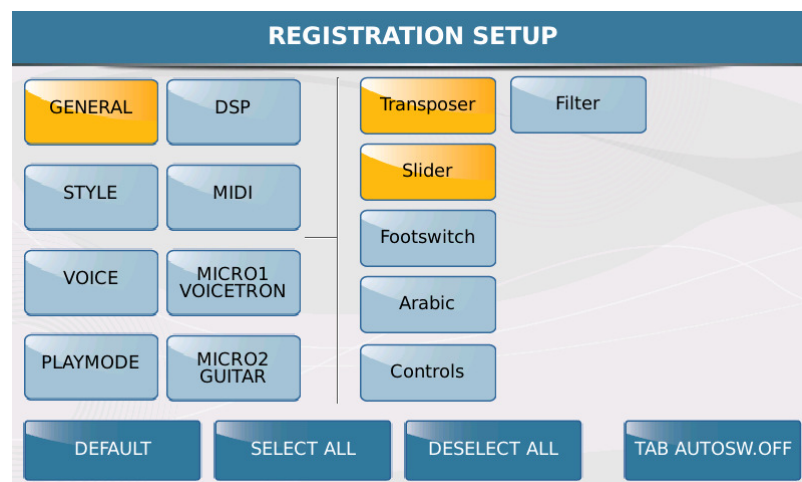 REGISTRATION SETUP
GENERAL
DSP
STYLE
MIDI
VOICE
MICRO1
VOICETRON
PLAYMODE
MICRO2
GUITAR
Transposer
Filter
Slider
Footswitch
Arabic
Controls
DEFAULT
SELECT ALL
DESELECT ALL
TAB AUTOSW.OFF